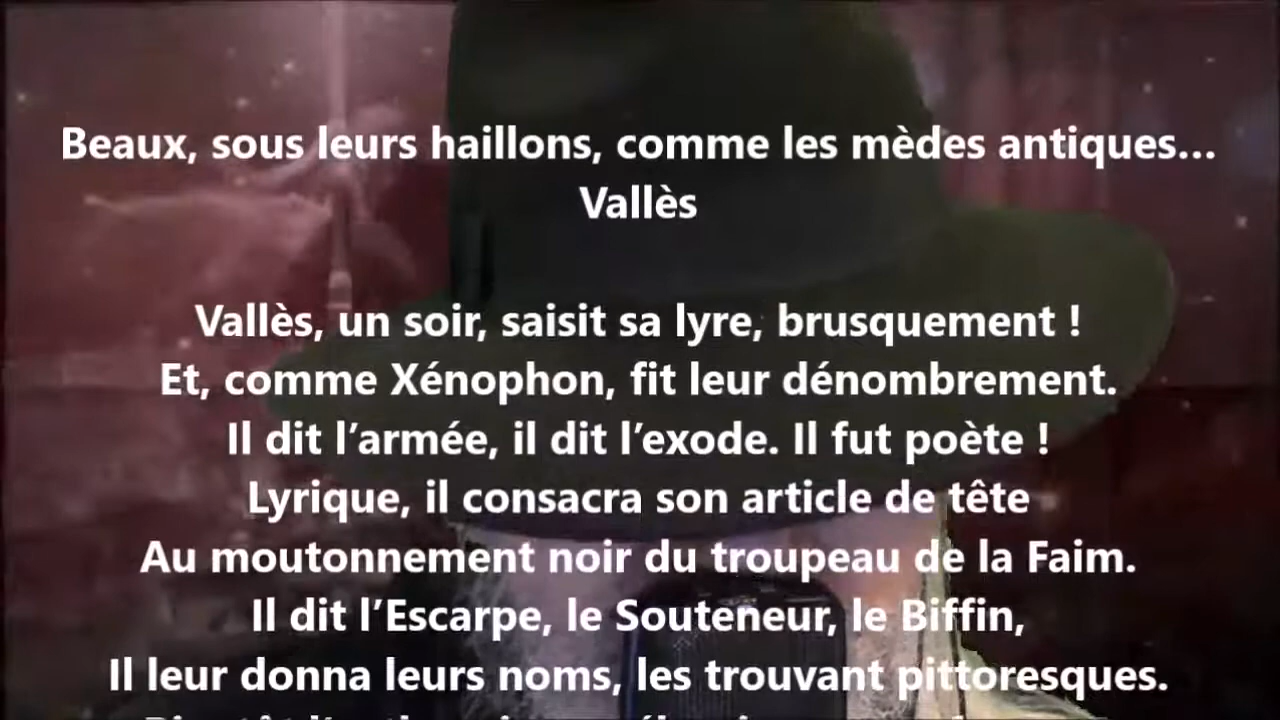 Beaux, sous leurs haillons, comme les mèdes antiques...
Vallès
Vallès, un soir, saisit sa lyre, brusquement !
Et, comme Xénophon, fit leur dénombrement.
Il dit l’armée, il dit l’exode. Il fut poète !
Lyrique, il consacra son article de tête
Au moutonnement noir du troupeau de la Faim.
Il dit l’Escarpe, le Souteneur, le Biffin,
Il leur donna leurs noms, les trouvant pittoresques.